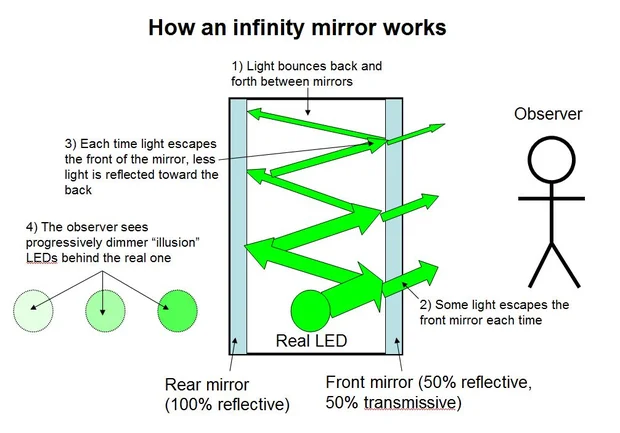 How an infinity mirror works
1) Light bounces back and
forth between mirrors
Observer
3) Each time light escapes
the front of the mirror, less
light is reflected toward the
back
4) The observer sees
progressively dimmer “illusion”
LEDs behind the real one
2) Some light escapes the
front mirror each time
Real LED
Rear mirror
(100% reflective)
Front mirror (50% reflective,
50% transmissive)